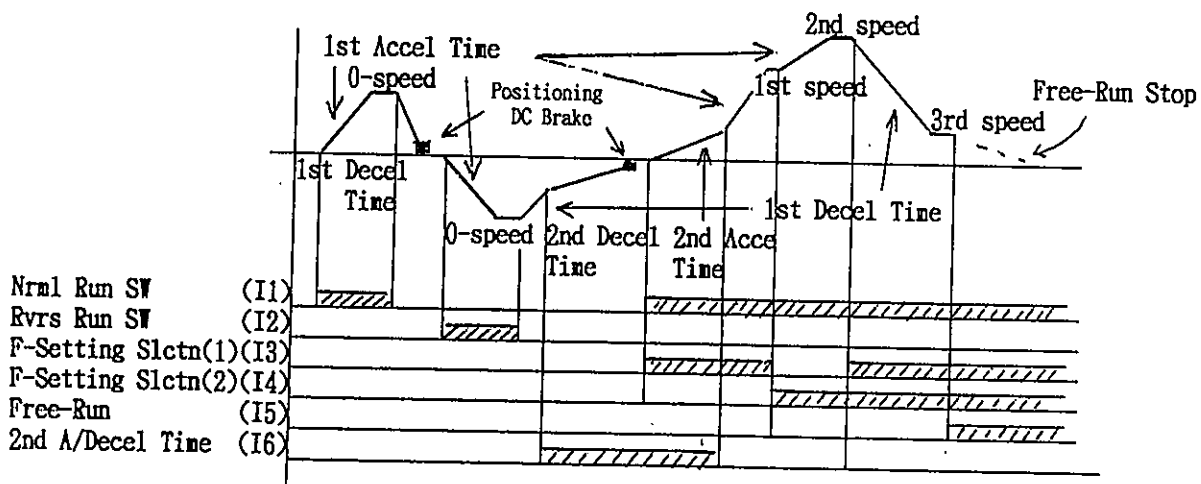 2nd speed
1st Accel Time
0-speed
Positioning
DC Brake
1st speed
Free-Run Stop
3rd speed
1st Decel
Time
1st Decel Time
0-speed
2nd Decel
Time
2nd Acce
Time
Nrml Run SW (I1)
Rvrs Run SW (I2)
F-Setting Slctn(1)(I3)
F-Setting Slctn(2)(I4)
Free-Run (I5)
2nd A/Decel Time (I6)